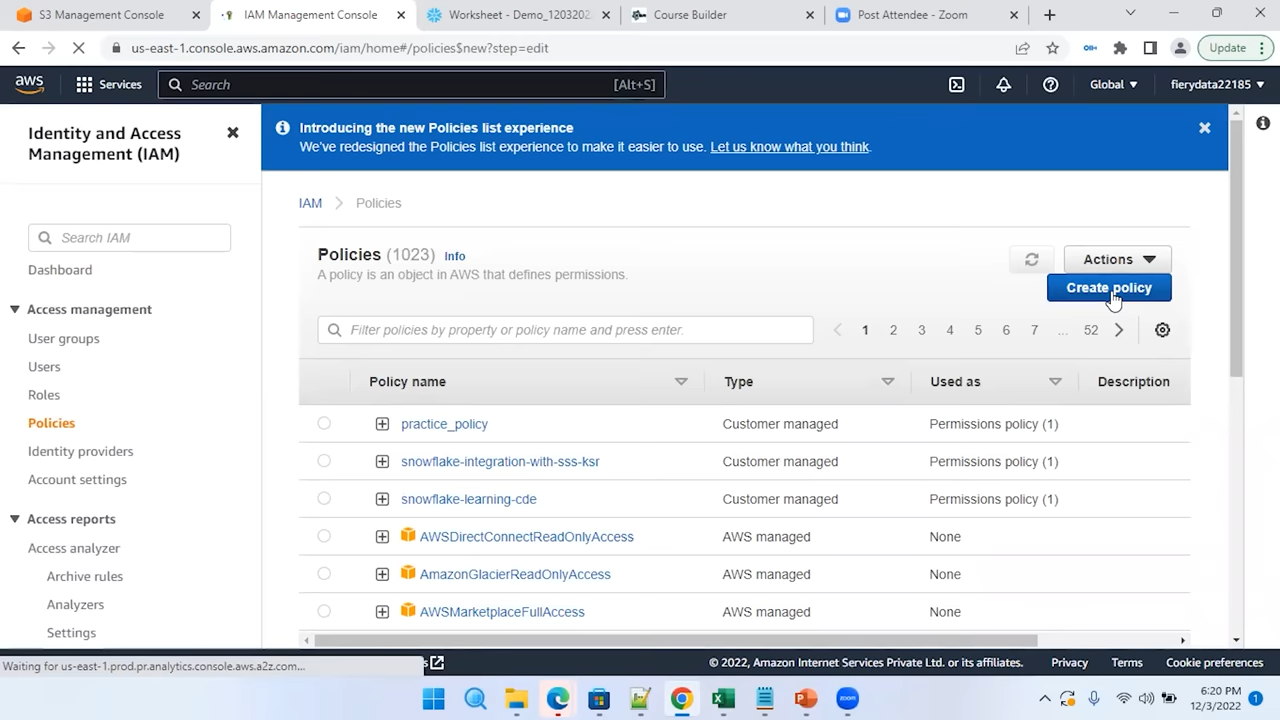 S3 Management Console
IAM Management Console
Worksheet - Demo_1203202
Course Builder
Post Attendee - Zoom
us-east-1.console.aws.amazon.com/iam/home#/policies$new?step=edit
Update
aws
Services
Search
[Alt+S]
Global
fierydata22185
Identity and Access
Management (IAM)
Search IAM
Dashboard
Access management
User groups
Users
Roles
Policies
Identity providers
Account settings
Access reports
Access analyzer
Archive rules
Analyzers
Settings
Introducing the new Policies list experience
We've redesigned the Policies list experience to make it easier to use. Let us know what you think.
IAM > Policies
Policies (1023) Info
A policy is an object in AWS that defines permissions.
Actions
Create policy
Filter policies by property or policy name and press enter.
1 2 3 4 5 6 7 ... 52
Policy name Type Used as Description
practice_policy Customer managed Permissions policy (1)
snowflake-integration-with-sss-ksr Customer managed Permissions policy (1)
snowflake-learning-cde Customer managed Permissions policy (1)
AWSDirectConnectReadOnlyAccess AWS managed None
AmazonGlacierReadOnlyAccess AWS managed None
AWSMarketplaceFullAccess AWS managed None
Waiting for us-east-1.prod.pr.analytics.console.aws.a2z.com...
© 2022, Amazon Internet Services Private Ltd. or its affiliates. Privacy Terms Cookie preferences
6:20 PM
12/3/2022
1